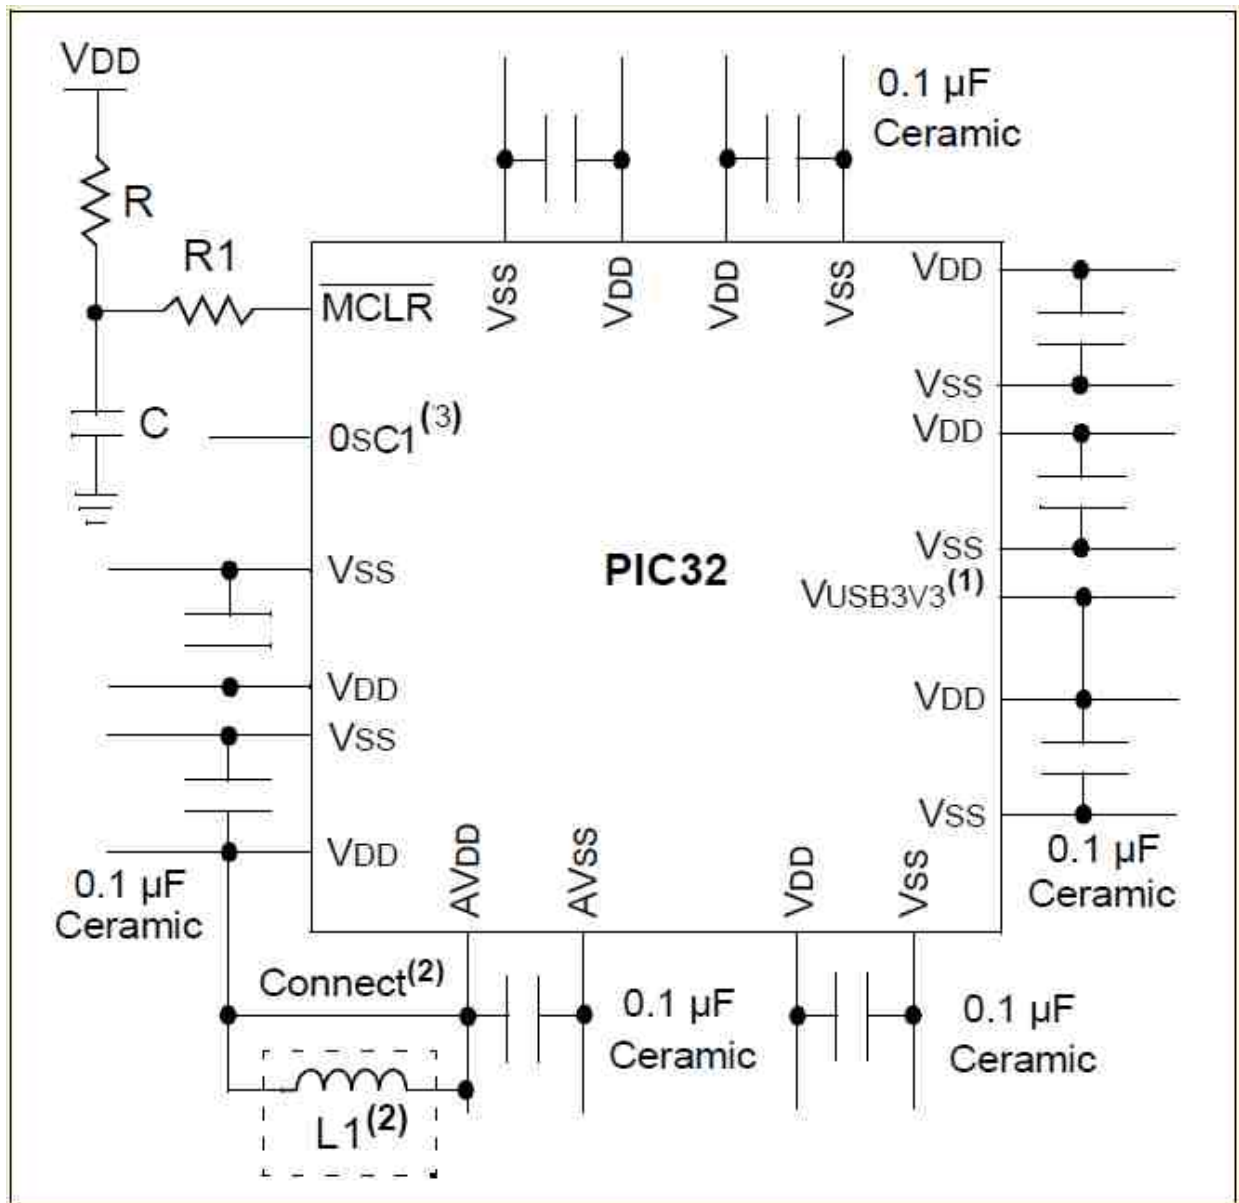 VDD
0.1 µF
Ceramic
R
R1
MCLR
VSS
VDD
VDD
VSS
VDD
VSS
C
0SC1(3)
VDD
VSS
PIC32
VSS
VUSB3V3(1)
VDD
VSS
VDD
VSS
VDD
0.1 µF
Ceramic
AVDD
AVSS
VDD
VSS
0.1 µF
Ceramic
Connect(2)
0.1 µF
Ceramic
0.1 µF
Ceramic
L1(2)